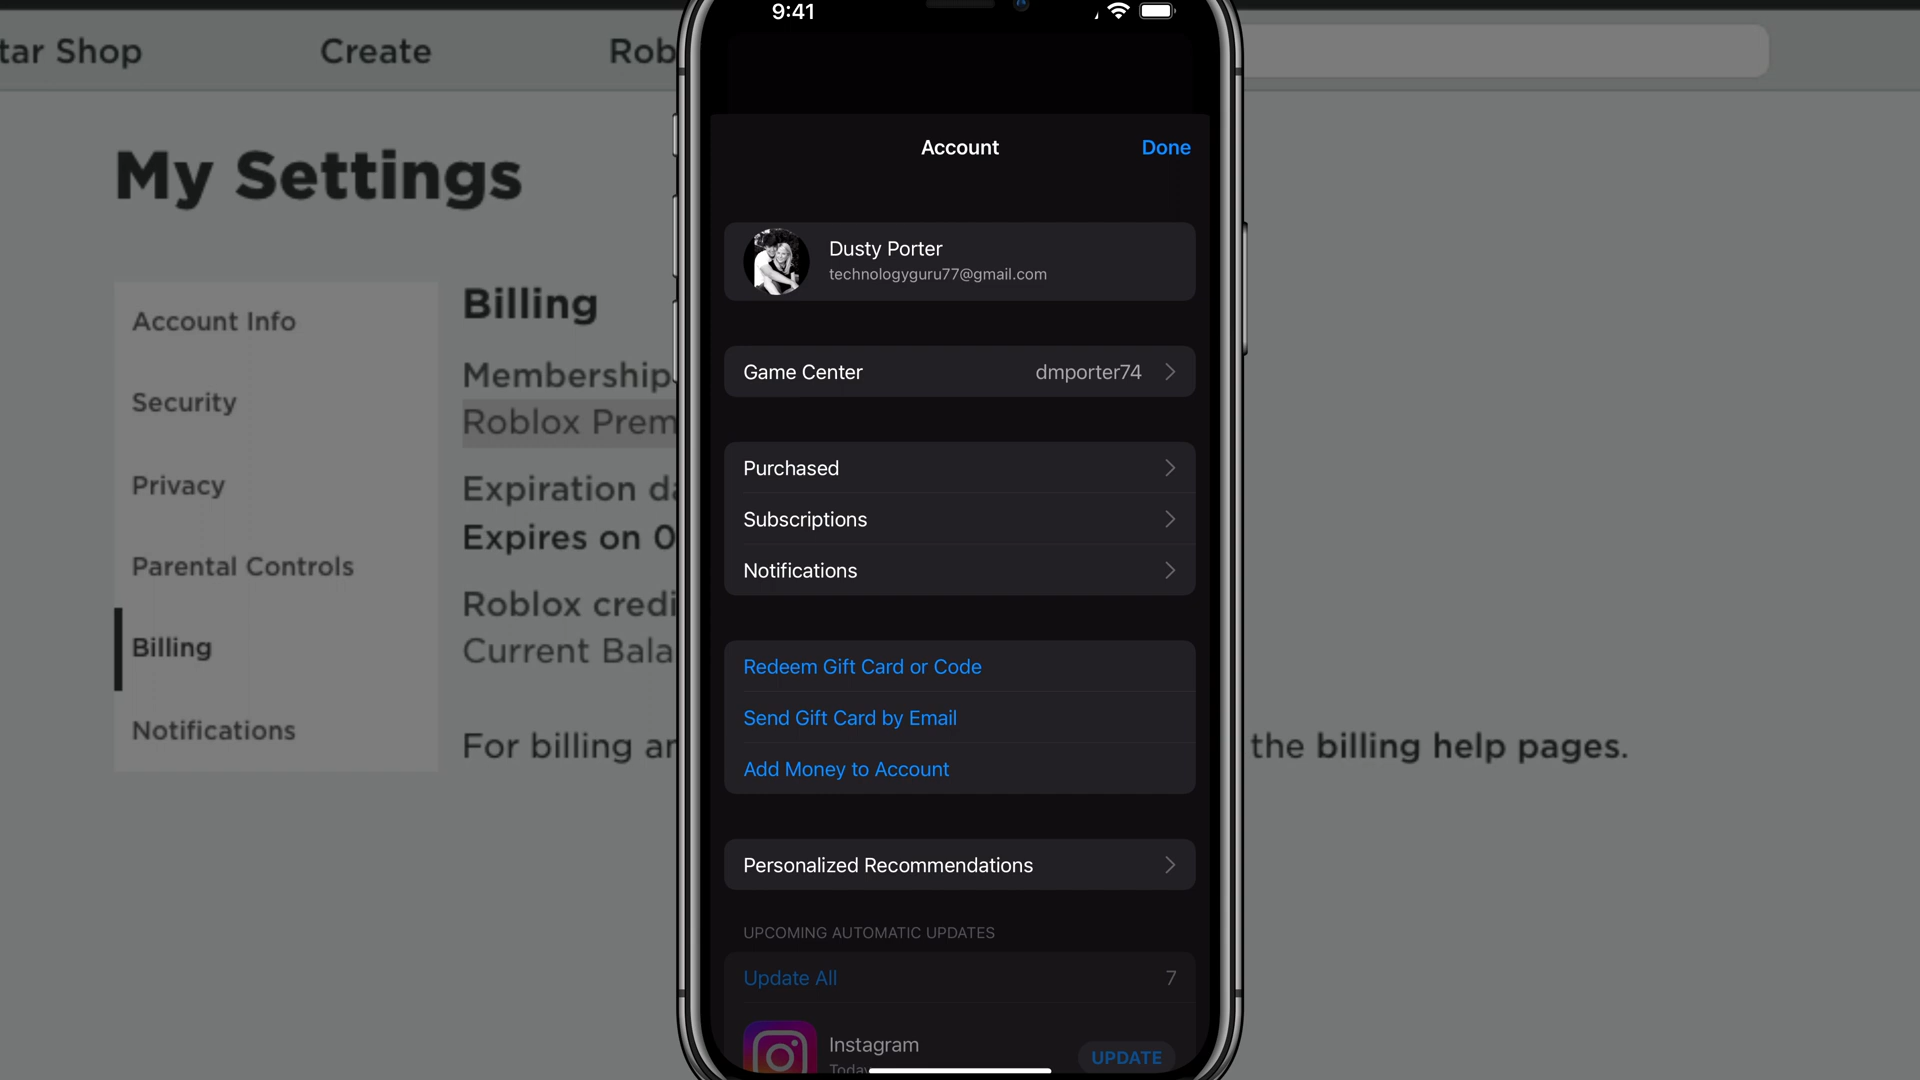 tar Shop
Create
Rob
My Settings
Account Info
Security
Privacy
Parental Controls
Billing
Notifications
Billing
Membership
Roblox Prem
Expiration da
Expires on 0
Roblox credi
Current Bala
For billing an
the billing help pages.
9:41
Account
Done
Dusty Porter
technologyguru77@gmail.com
Game Center
dmporter74
Purchased
Subscriptions
Notifications
Redeem Gift Card or Code
Send Gift Card by Email
Add Money to Account
Personalized Recommendations
UPCOMING AUTOMATIC UPDATES
Update All
7
Instagram
UPDATE
Today